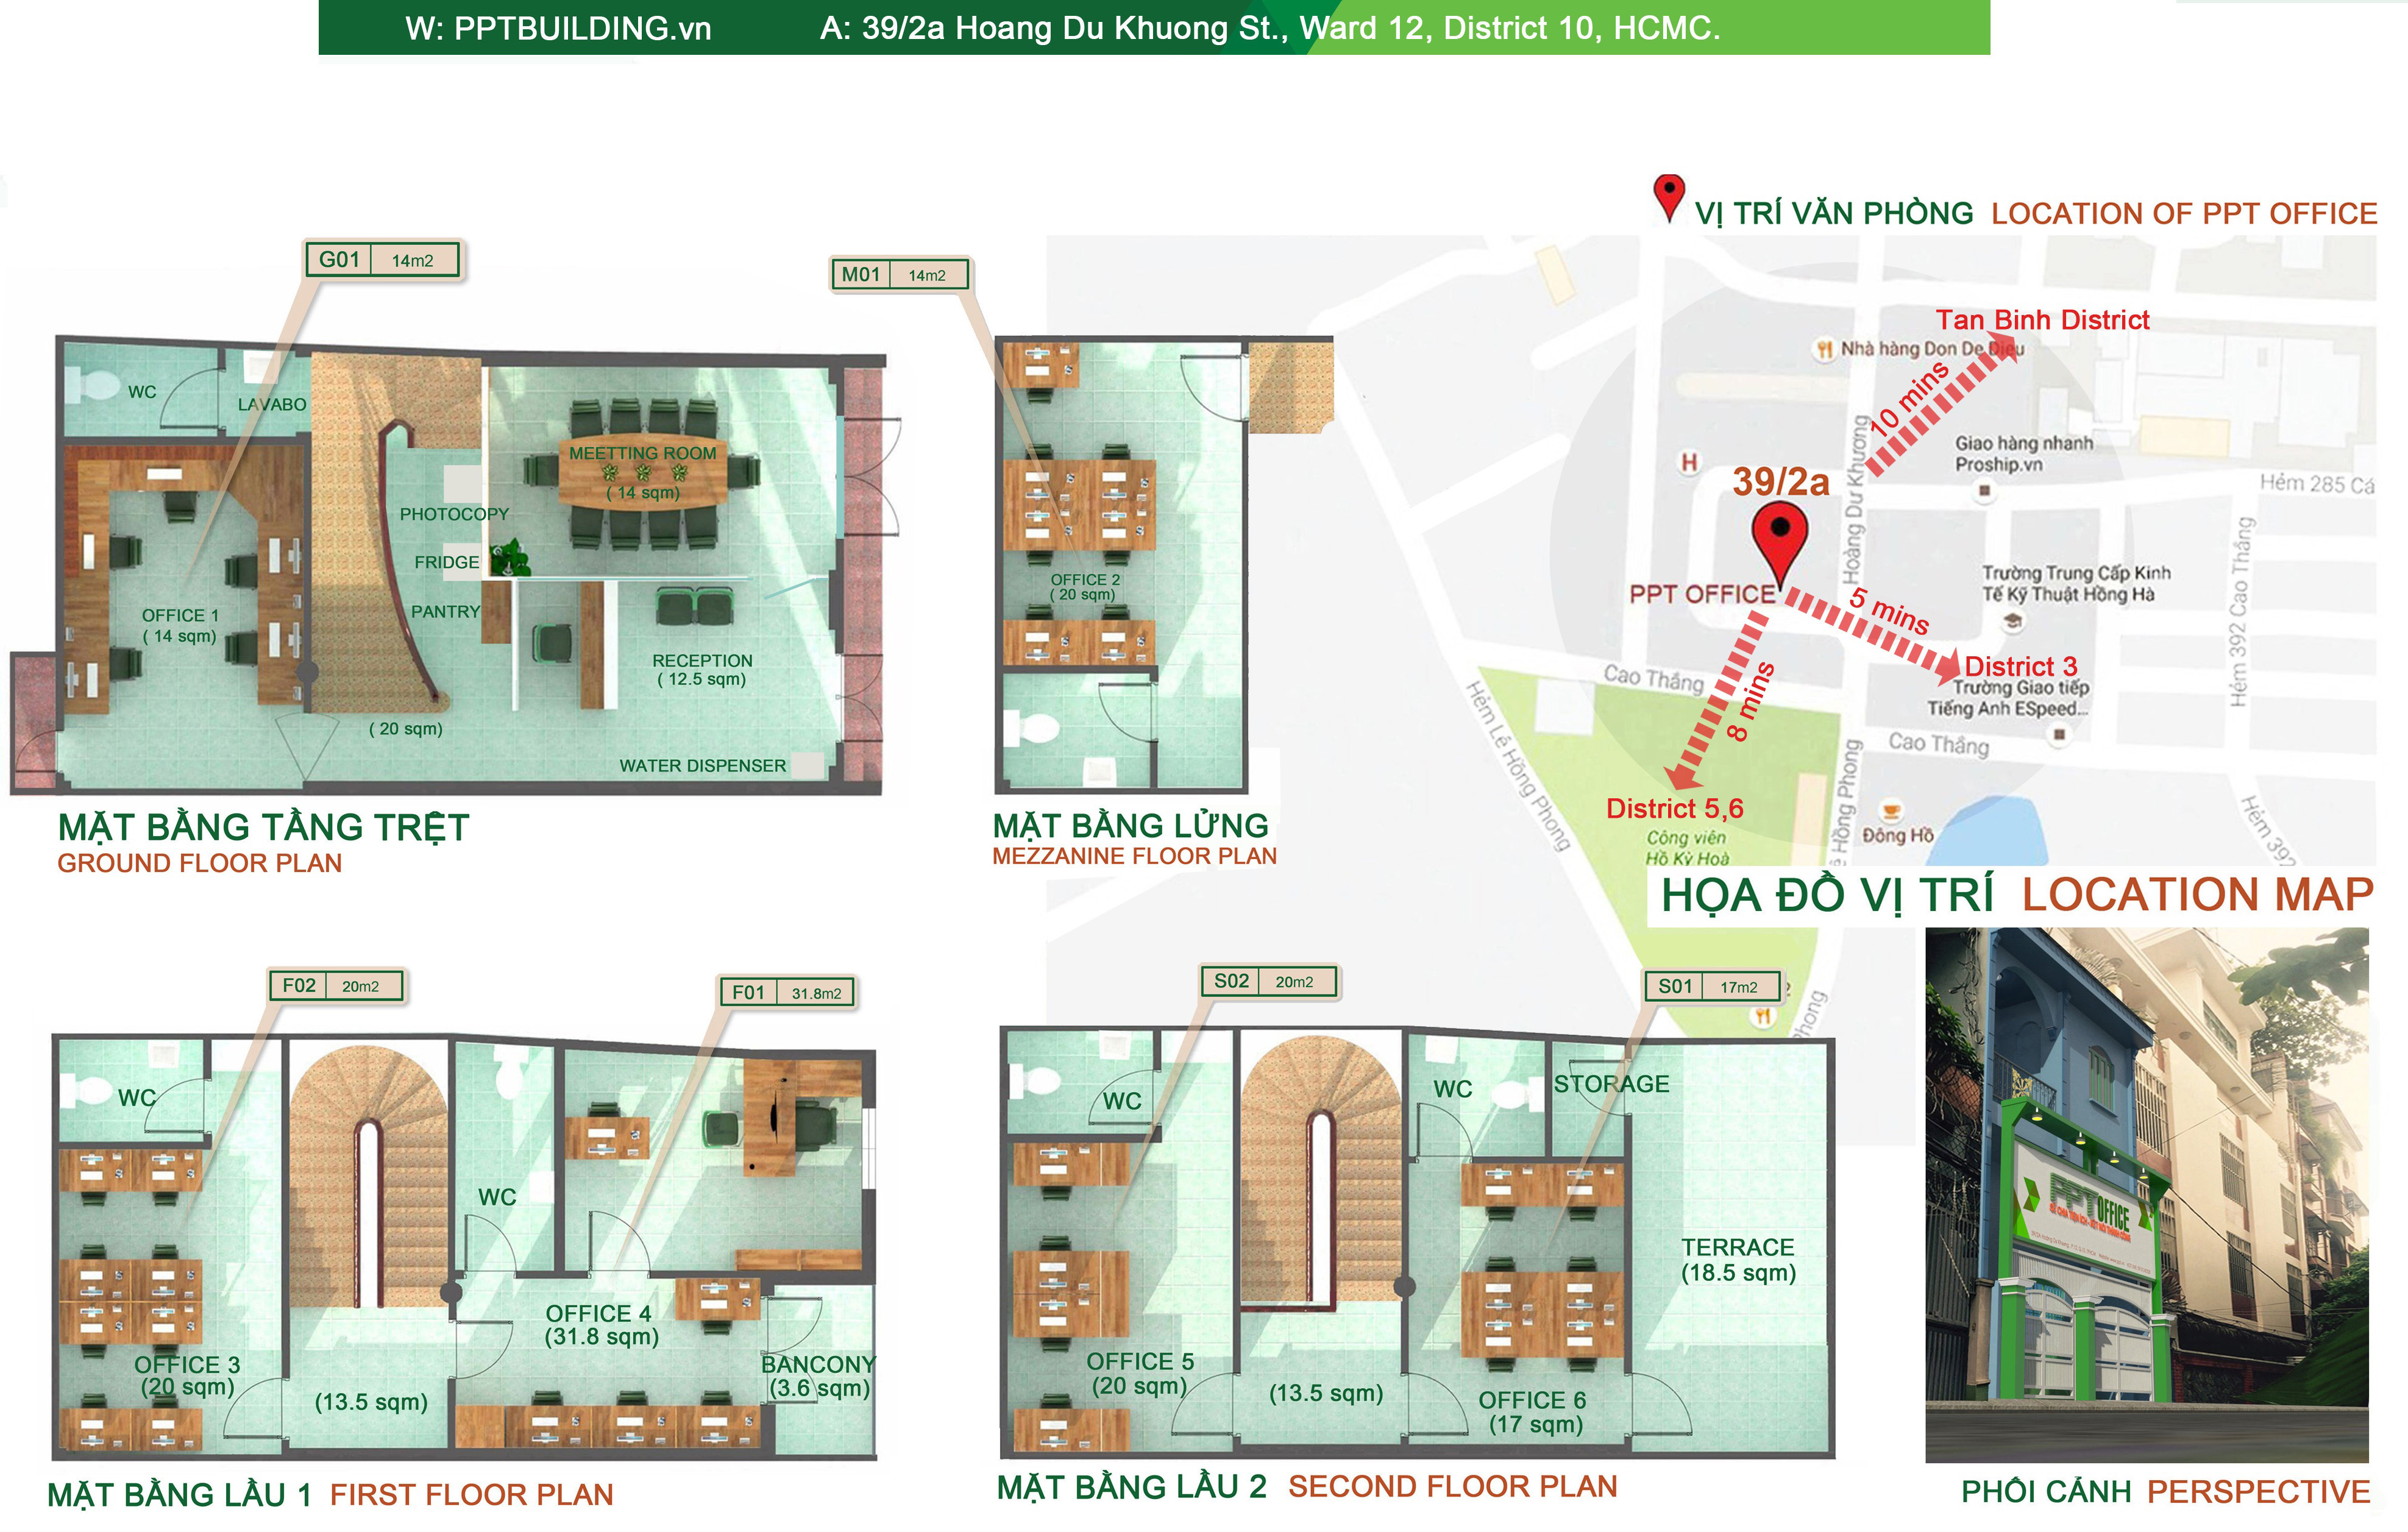 W: PPTBUILDING.vn
A: 39/2a Hoang Du Khuong St., Ward 12, District 10, HCMC.
VỊ TRÍ VĂN PHÒNG LOCATION OF PPT OFFICE
G01 14m2
M01 14m2
WC
LAVABO
MEETTING ROOM
( 14 sqm)
PHOTOCOPY
FRIDGE
PANTRY
OFFICE 1
( 14 sqm)
RECEPTION
( 12.5 sqm)
( 20 sqm)
WATER DISPENSER
MẶT BẰNG TẦNG TRỆT
GROUND FLOOR PLAN
OFFICE 2
( 20 sqm)
MẶT BẰNG LỬNG
MEZZANINE FLOOR PLAN
Tan Binh District
Nhà hàng Don De Dieu
10 mins
Hoàng Dư Khương
Giao hàng nhanh
Proship.vn
Hẻm 285 Cá
H
39/2a
PPT OFFICE
Trường Trung Cấp Kinh
Tế Kỹ Thuật Hồng Hà
5 mins
District 3
Trường Giao tiếp
Tiếng Anh ESpeed...
Hẻm 392 Cao Thắng
Cao Thắng
8 mins
Cao Thắng
Hẻm Lê Hồng Phong
District 5,6
Công viên
Hồ Kỳ Hoà
ê Hồng Phong
Đông Hồ
Hẻm 392
Phong
HỌA ĐỒ VỊ TRÍ LOCATION MAP
F02 20m2
F01 31.8m2
WC
WC
OFFICE 3
(20 sqm)
(13.5 sqm)
OFFICE 4
(31.8 sqm)
BANCONY
(3.6 sqm)
MẶT BẰNG LẦU 1 FIRST FLOOR PLAN
S02 20m2
S01 17m2
WC
WC
STORAGE
TERRACE
(18.5 sqm)
OFFICE 5
(20 sqm)
(13.5 sqm)
OFFICE 6
(17 sqm)
MẶT BẰNG LẦU 2 SECOND FLOOR PLAN
PPT OFFICE
PHỐI CẢNH PERSPECTIVE